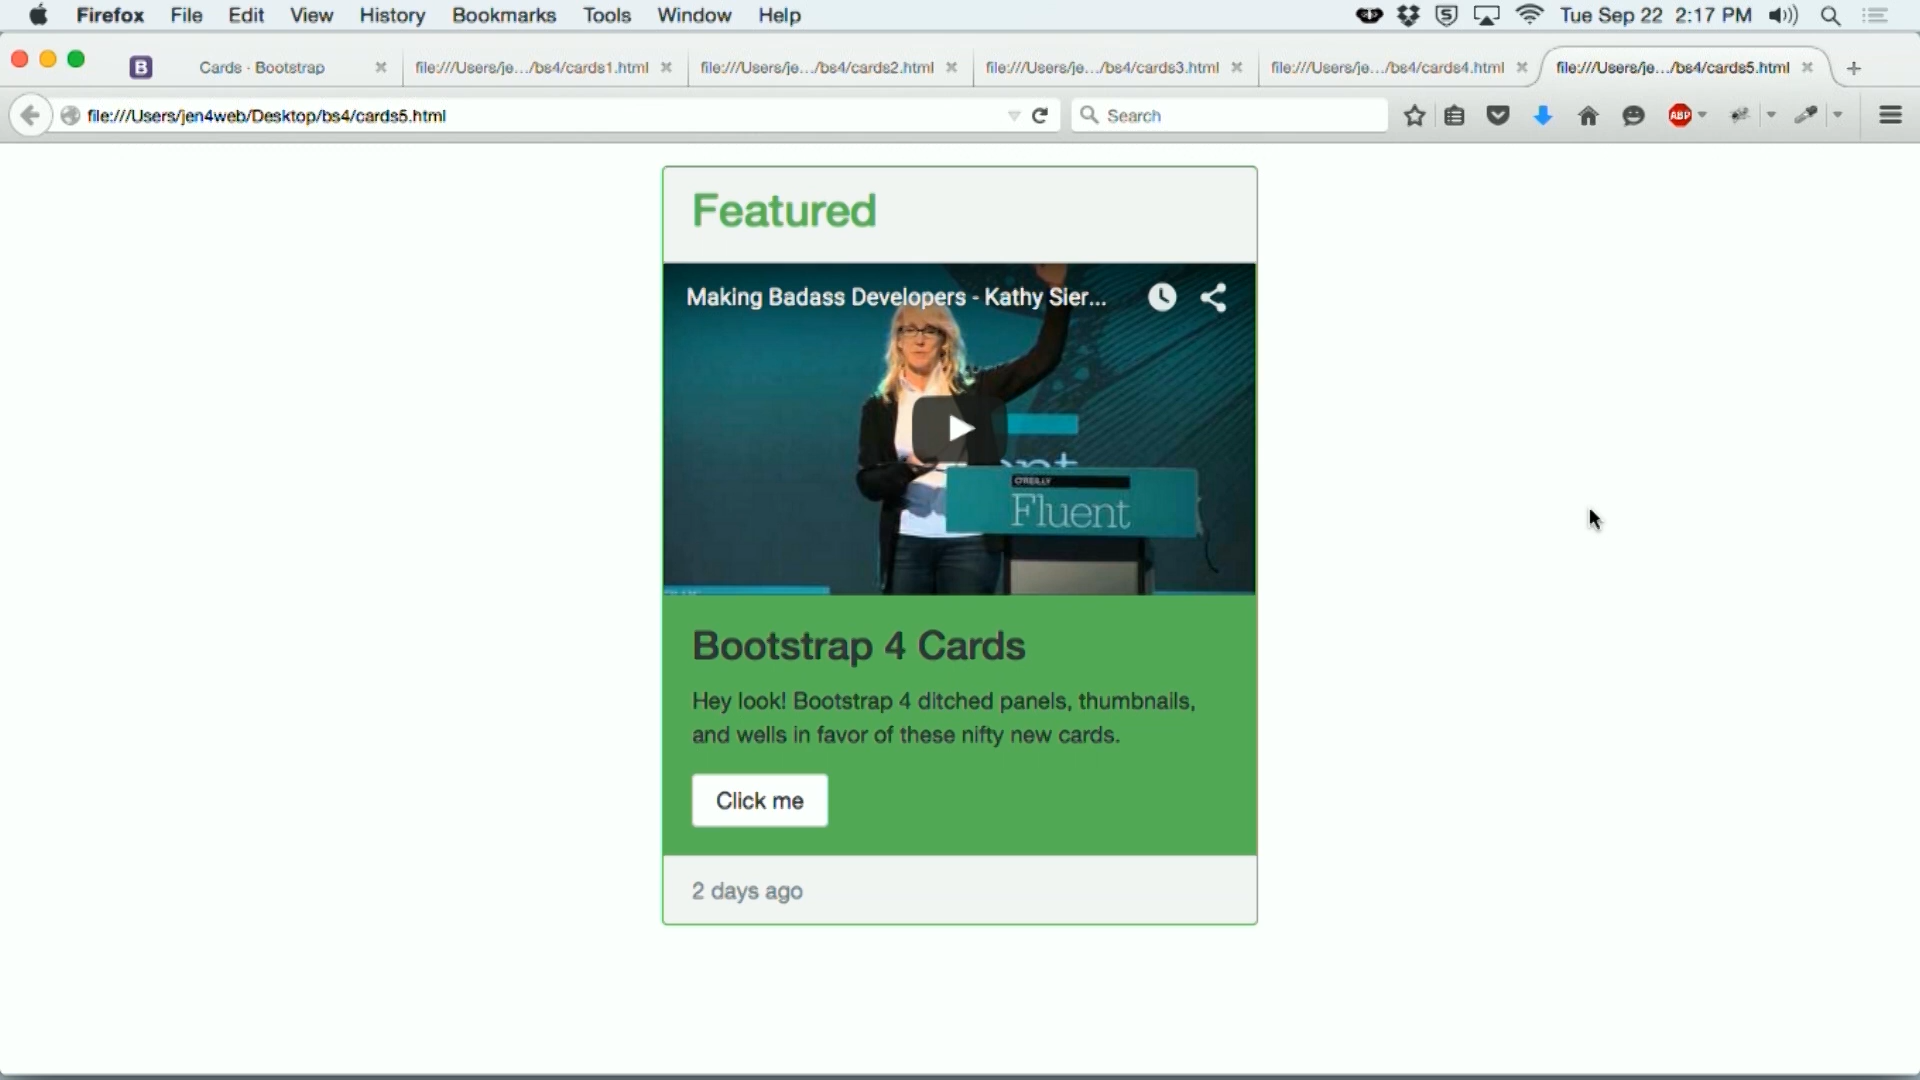 Firefox File Edit View History Bookmarks Tools Window Help
Tue Sep 22 2:17 PM
B Cards - Bootstrap
file:///Users/je.../bs4/cards1.html
file:///Users/je.../bs4/cards2.html
file:///Users/je.../bs4/cards3.html
file:///Users/je.../bs4/cards4.html
file:///Users/je.../bs4/cards5.html
file:///Users/jen4web/Desktop/bs4/cards5.html
Search
ABP
Featured
Making Badass Developers - Kathy Sier...
O'REILLY
Fluent
Bootstrap 4 Cards
Hey look! Bootstrap 4 ditched panels, thumbnails,
and wells in favor of these nifty new cards.
Click me
2 days ago